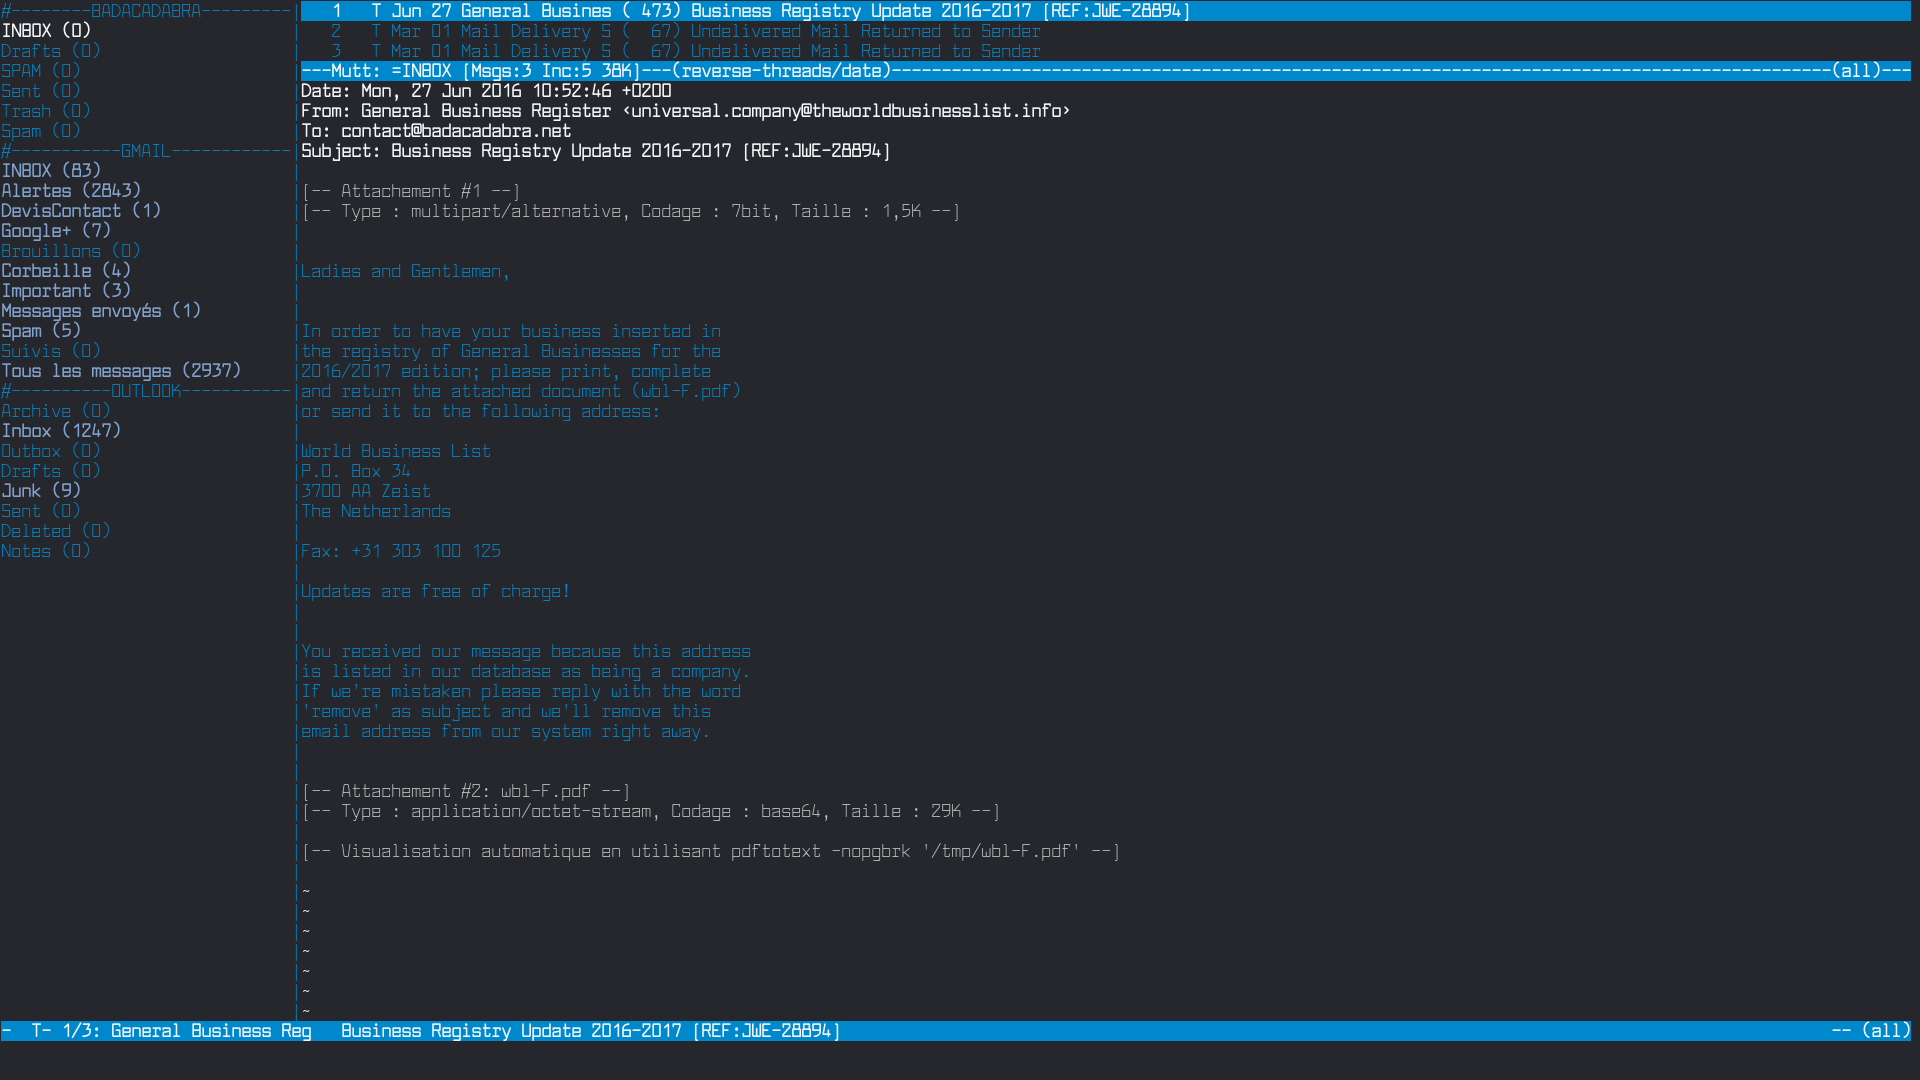 #--------BADACADABRA---------
INBOX (0)
Drafts (0)
SPAM (0)
Sent (0)
Trash (0)
Spam (0)
#-----------GMAIL------------
INBOX (83)
Alertes (2843)
DevisContact (1)
Google+ (7)
Brouillons (0)
Corbeille (4)
Important (3)
Messages envoyés (1)
Spam (5)
Suivis (0)
Tous les messages (2937)
#----------OUTLOOK-----------
Archive (0)
Inbox (1247)
Outbox (0)
Drafts (0)
Junk (9)
Sent (0)
Deleted (0)
Notes (0)
1   T Jun 27 General Busines ( 473) Business Registry Update 2016-2017 [REF:JWE-28894]
2   T Mar 01 Mail Delivery S (  67) Undelivered Mail Returned to Sender
3   T Mar 01 Mail Delivery S (  67) Undelivered Mail Returned to Sender
---Mutt: =INBOX [Msgs:3 Inc:5 38K]---(reverse-threads/date)----------------------------------------------------------------------------------------------(all)---
Date: Mon, 27 Jun 2016 10:52:46 +0200
From: General Business Register <universal.company@theworldbusinesslist.info>
To: contact@badacadabra.net
Subject: Business Registry Update 2016-2017 [REF:JWE-28894]
[-- Attachement #1 --]
[-- Type : multipart/alternative, Codage : 7bit, Taille : 1,5K --]
Ladies and Gentlemen,
In order to have your business inserted in
the registry of General Businesses for the
2016/2017 edition; please print, complete
and return the attached document (wbl-F.pdf)
or send it to the following address:
World Business List
P.O. Box 34
3700 AA Zeist
The Netherlands
Fax: +31 303 100 125
Updates are free of charge!
You received our message because this address
is listed in our database as being a company.
If we're mistaken please reply with the word
'remove' as subject and we'll remove this
email address from our system right away.
[-- Attachement #2: wbl-F.pdf --]
[-- Type : application/octet-stream, Codage : base64, Taille : 29K --]
[-- Visualisation automatique en utilisant pdftotext -nopgbrk '/tmp/wbl-F.pdf' --]
~
~
~
~
~
~
~
-  T- 1/3: General Business Reg   Business Registry Update 2016-2017 [REF:JWE-28894]   -- (all)